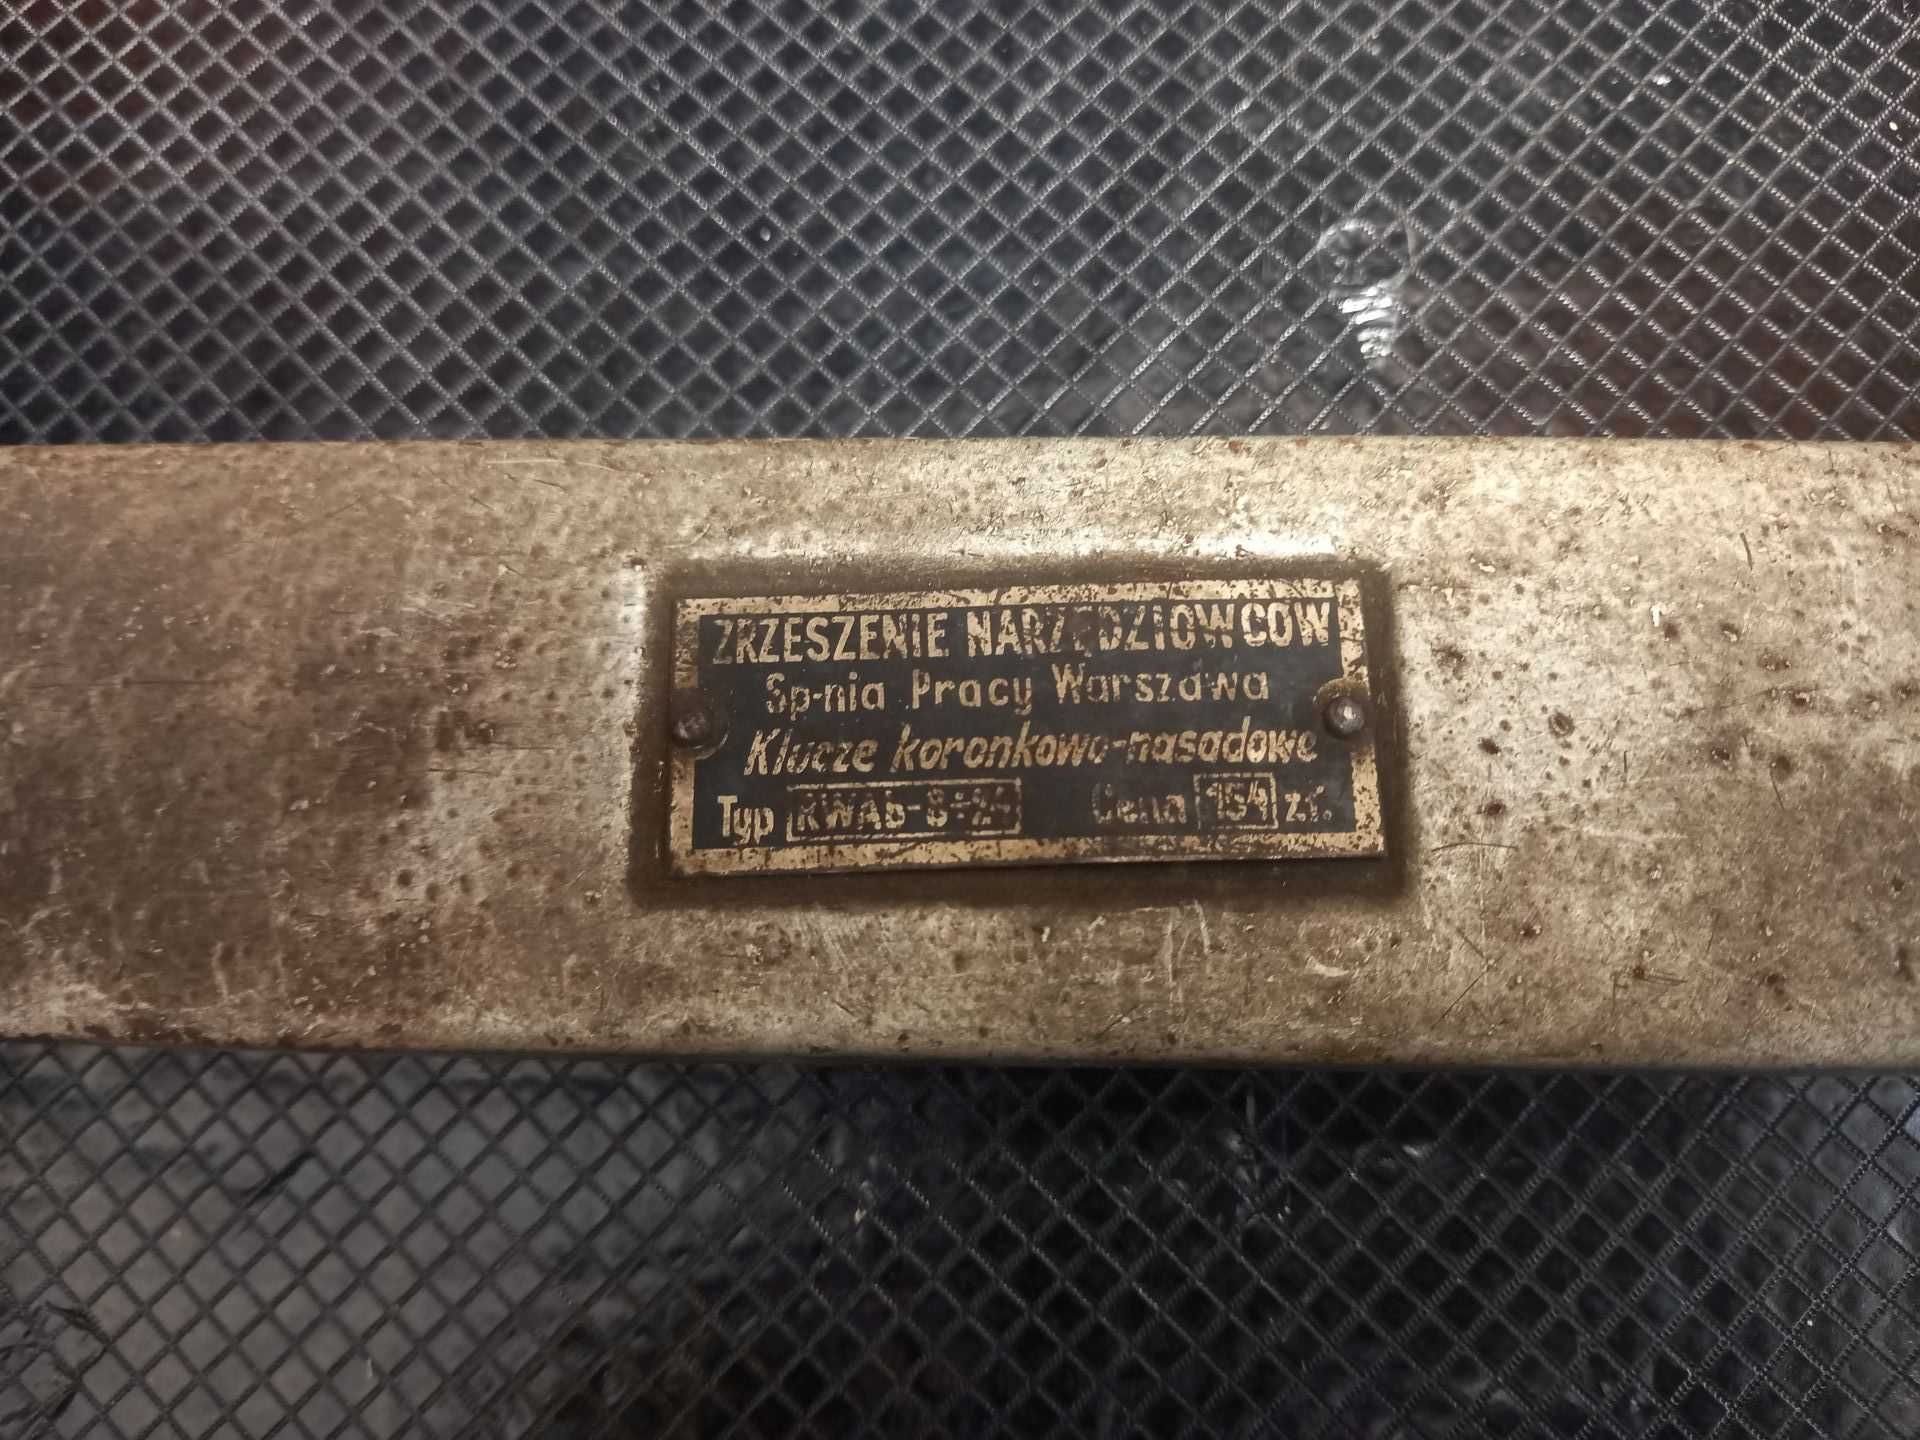 ZRZESZENIE NARZĘDZIOWCÓW
Sp-nia Pracy Warszawa
Klucze koronkowo-nasadowe
Typ RWAb-8÷24 Cena 154 zł.